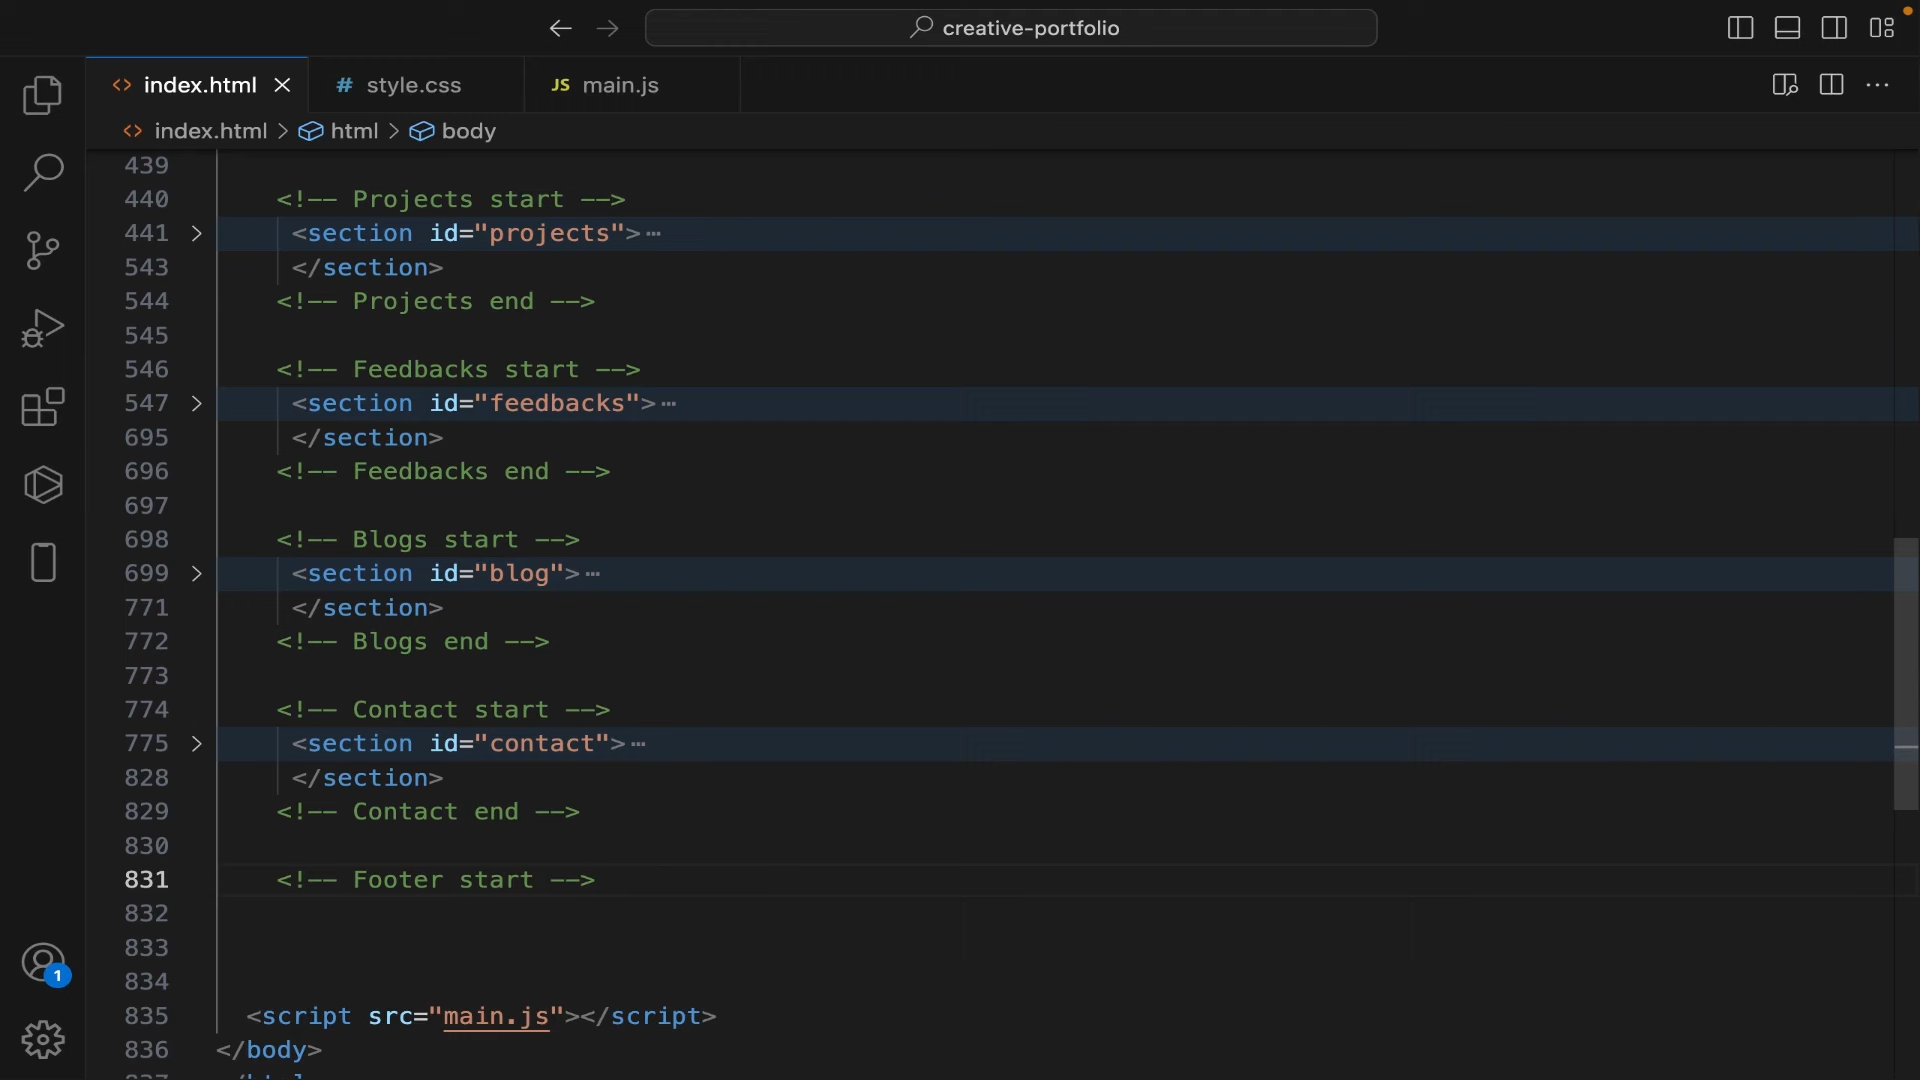 creative-portfolio
index.html
# style.css
JS main.js
index.html > html > body
439
440 <!-- Projects start -->
441 <section id="projects">⋯
543 </section>
544 <!-- Projects end -->
545
546 <!-- Feedbacks start -->
547 <section id="feedbacks">⋯
695 </section>
696 <!-- Feedbacks end -->
697
698 <!-- Blogs start -->
699 <section id="blog">⋯
771 </section>
772 <!-- Blogs end -->
773
774 <!-- Contact start -->
775 <section id="contact">⋯
828 </section>
829 <!-- Contact end -->
830
831 <!-- Footer start -->
832
833
834
835 <script src="main.js"></script>
836 </body>
1